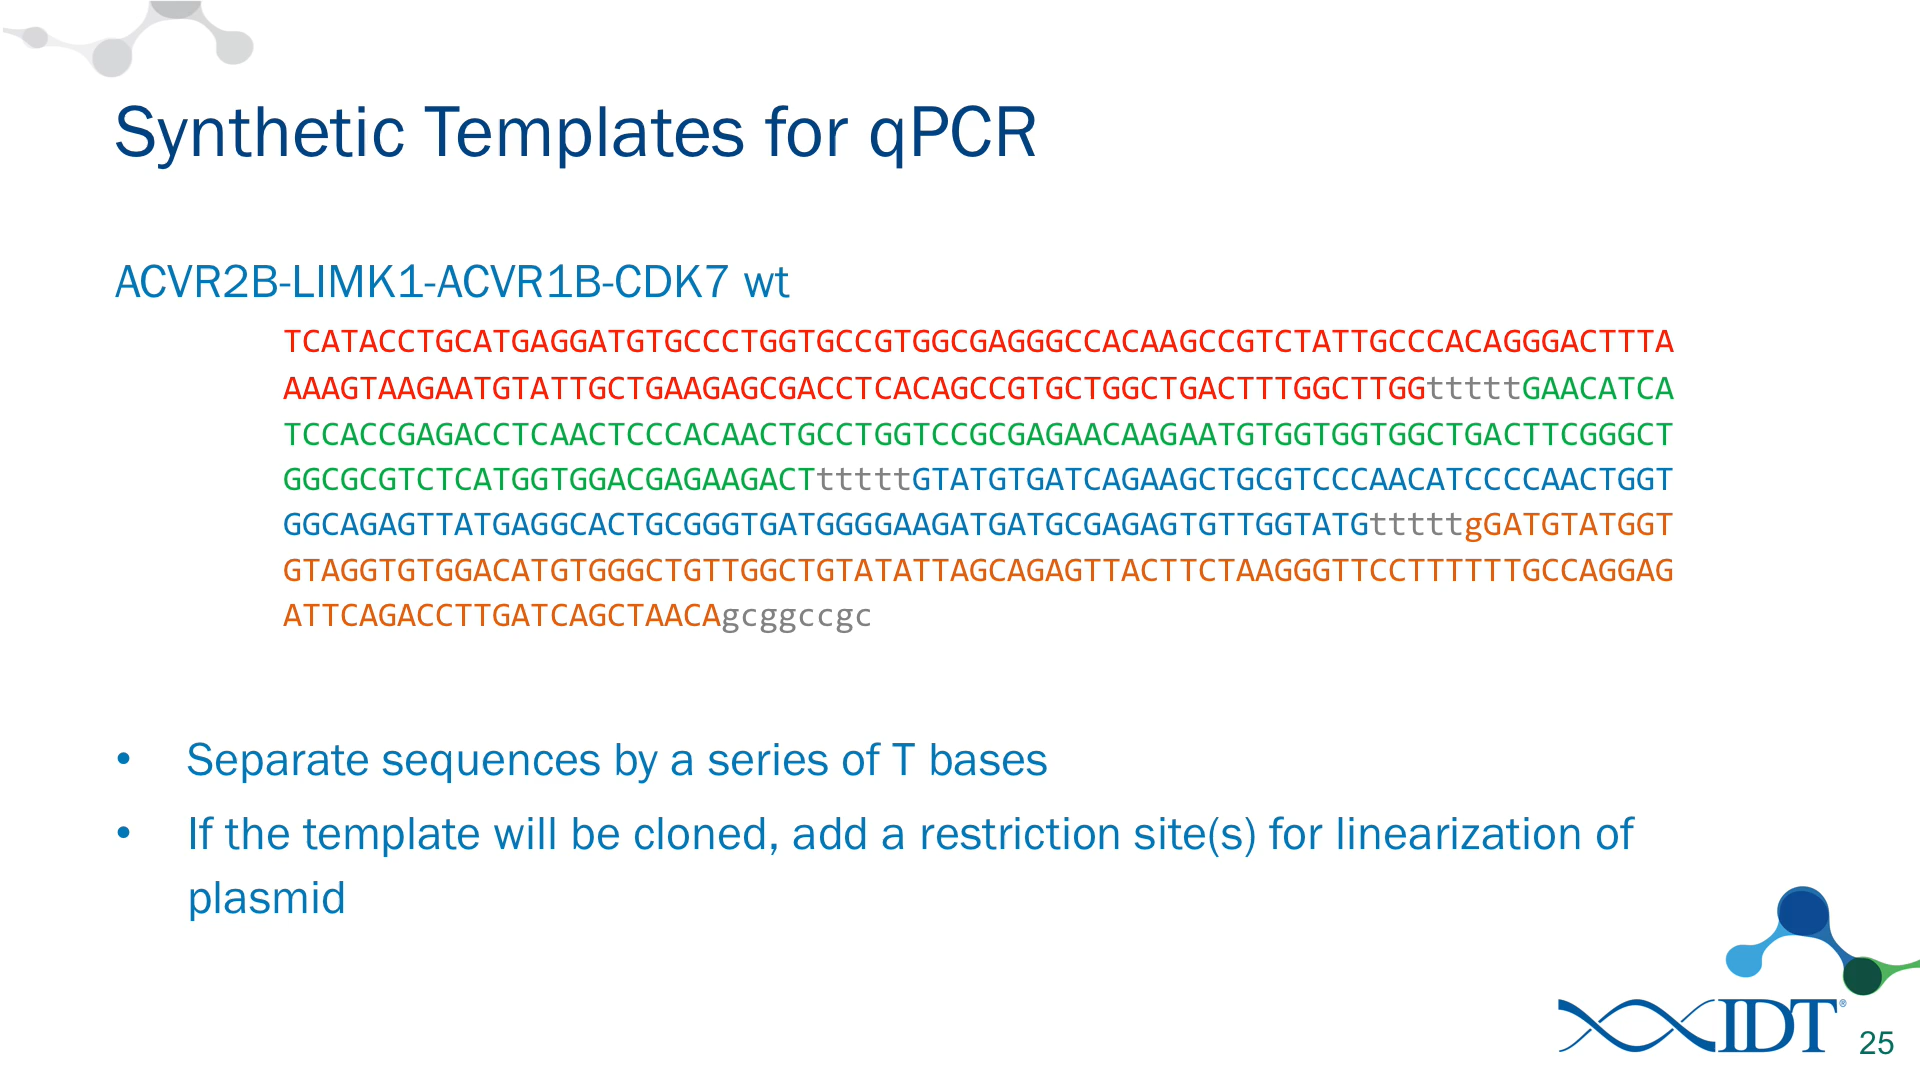 Synthetic Templates for qPCR
ACVR2B-LIMK1-ACVR1B-CDK7 wt
TCATACCTGCATGAGGATGTGCCCTGGTGCCGTGGCGAGGGCCACAAGCCGTCTATTGCCCACAGGGACTTTA
AAAGTAAGAATGTATTGCTGAAGAGCGACCTCACAGCCGTGCTGGCTGACTTTGGCTTGGtttttGAACATCA
TCCACCGAGACCTCAACTCCCACAACTGCCTGGTCCGCGAGAACAAGAATGTGGTGGTGGCTGACTTCGGGCT
GGCGCGTCTCATGGTGGACGAGAAGACTtttttGTATGTGATCAGAAGCTGCGTCCCAACATCCCCAACTGGT
GGCAGAGTTATGAGGCACTGCGGGTGATGGGGAAGATGATGCGAGAGTGTTGGTATGtttttgGATGTATGGT
GTAGGTGTGGACATGTGGGCTGTTGGCTGTATATTAGCAGAGTTACTTCTAAGGGTTCCTTTTTTGCCAGGAG
ATTCAGACCTTGATCAGCTAACAgcggccgc
• Separate sequences by a series of T bases
• If the template will be cloned, add a restriction site(s) for linearization of
plasmid
IDT®
25